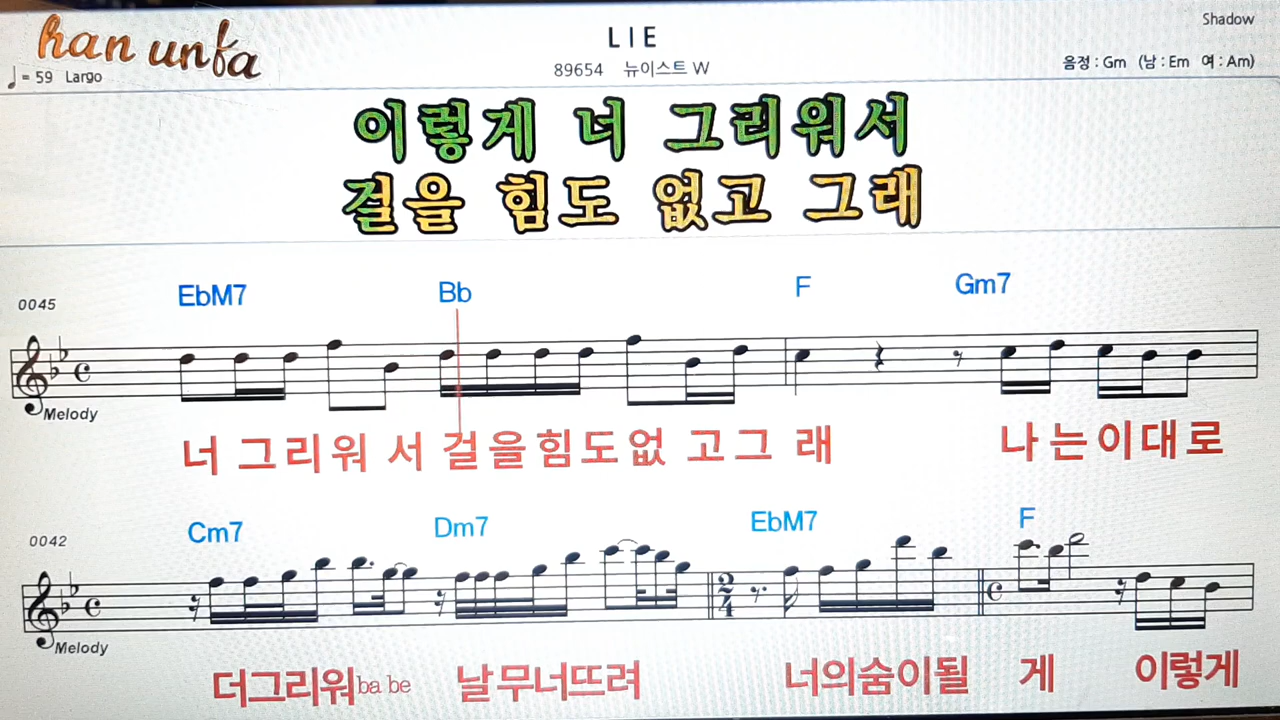 han unfa
LIE
Shadow
♩= 59 Largo
89654 뉴이스트 W
음정 : Gm (남 : Em 여 : Am)
이렇게 너 그리워서
걸을 힘도 없고 그래
EbM7 Bb F Gm7
0045
Melody
너 그리워 서 걸을힘도없 고그 래 나는이대로
Cm7 Dm7 EbM7 F
0042
2
4
Melody
더그리워ba be 날무너뜨려 너의숨이될 게 이렇게